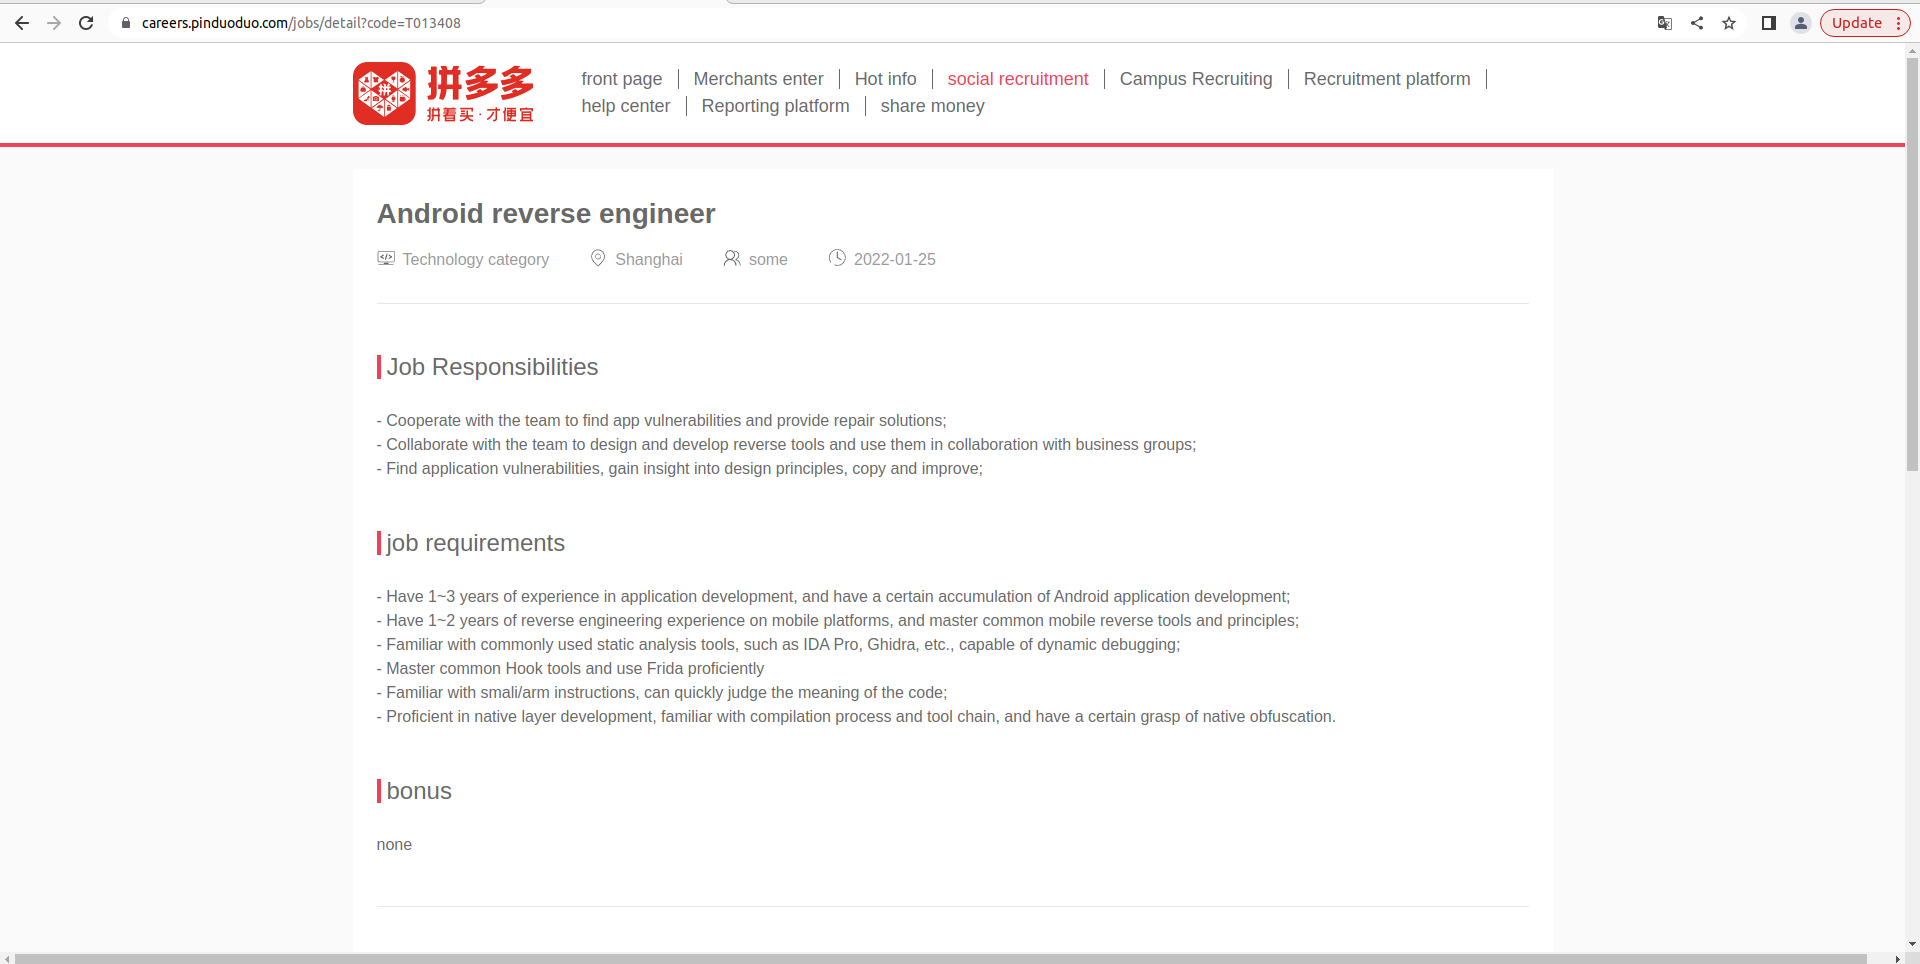 careers.pinduoduo.com/jobs/detail?code=T013408
Update
拼多多
拼着买·才便宜
front page | Merchants enter | Hot info | social recruitment | Campus Recruiting | Recruitment platform |
help center | Reporting platform | share money
Android reverse engineer
Technology category Shanghai some 2022-01-25
Job Responsibilities
- Cooperate with the team to find app vulnerabilities and provide repair solutions;
- Collaborate with the team to design and develop reverse tools and use them in collaboration with business groups;
- Find application vulnerabilities, gain insight into design principles, copy and improve;
job requirements
- Have 1~3 years of experience in application development, and have a certain accumulation of Android application development;
- Have 1~2 years of reverse engineering experience on mobile platforms, and master common mobile reverse tools and principles;
- Familiar with commonly used static analysis tools, such as IDA Pro, Ghidra, etc., capable of dynamic debugging;
- Master common Hook tools and use Frida proficiently
- Familiar with smali/arm instructions, can quickly judge the meaning of the code;
- Proficient in native layer development, familiar with compilation process and tool chain, and have a certain grasp of native obfuscation.
bonus
none